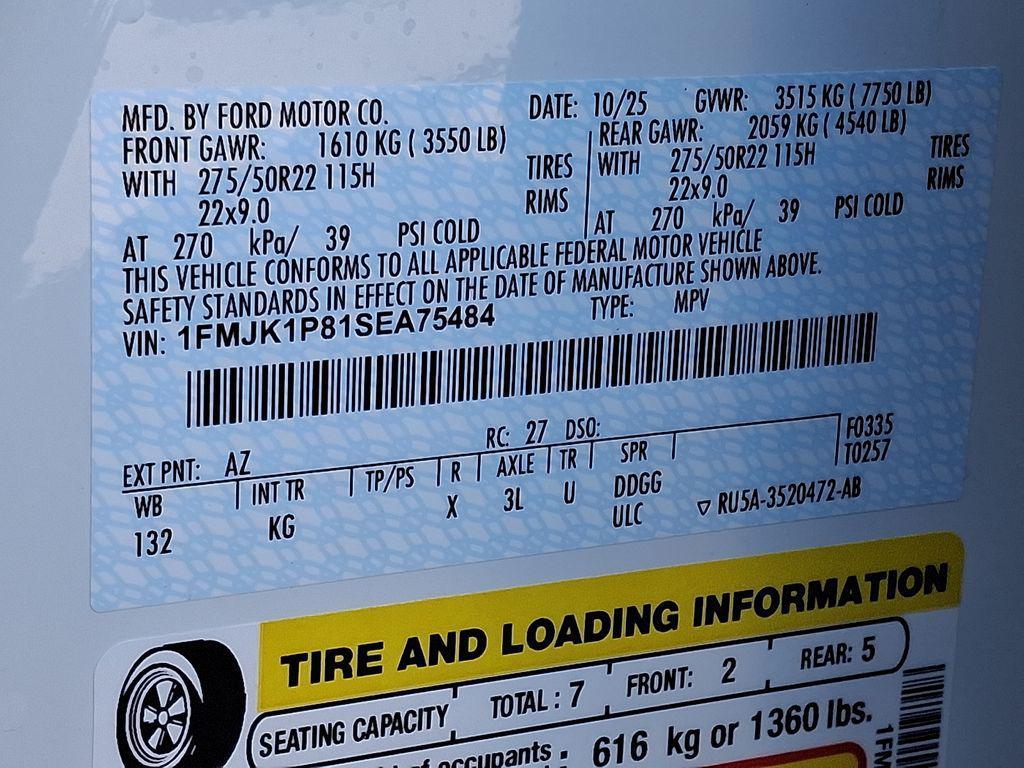 MFD. BY FORD MOTOR CO. DATE: 10/25 GVWR: 3515 KG ( 7750 LB)
FRONT GAWR: 1610 KG ( 3550 LB) REAR GAWR: 2059 KG ( 4540 LB)
WITH 275/50R22 115H TIRES WITH 275/50R22 115H TIRES
22x9.0 RIMS 22x9.0 RIMS
AT 270 kPa/ 39 PSI COLD AT 270 kPa/ 39 PSI COLD
THIS VEHICLE CONFORMS TO ALL APPLICABLE FEDERAL MOTOR VEHICLE
SAFETY STANDARDS IN EFFECT ON THE DATE OF MANUFACTURE SHOWN ABOVE.
VIN: 1FMJK1P81SEA75484 TYPE: MPV
EXT PNT: AZ RC: 27 DSO: F0335
WB INT TR TP/PS R AXLE TR SPR T0257
132 KG X 3L U DDGG
ULC ▽ RU5A-3520472-AB
TIRE AND LOADING INFORMATION
SEATING CAPACITY TOTAL : 7 FRONT: 2 REAR: 5
of occupants 616 kg or 1360 lbs.
1FM